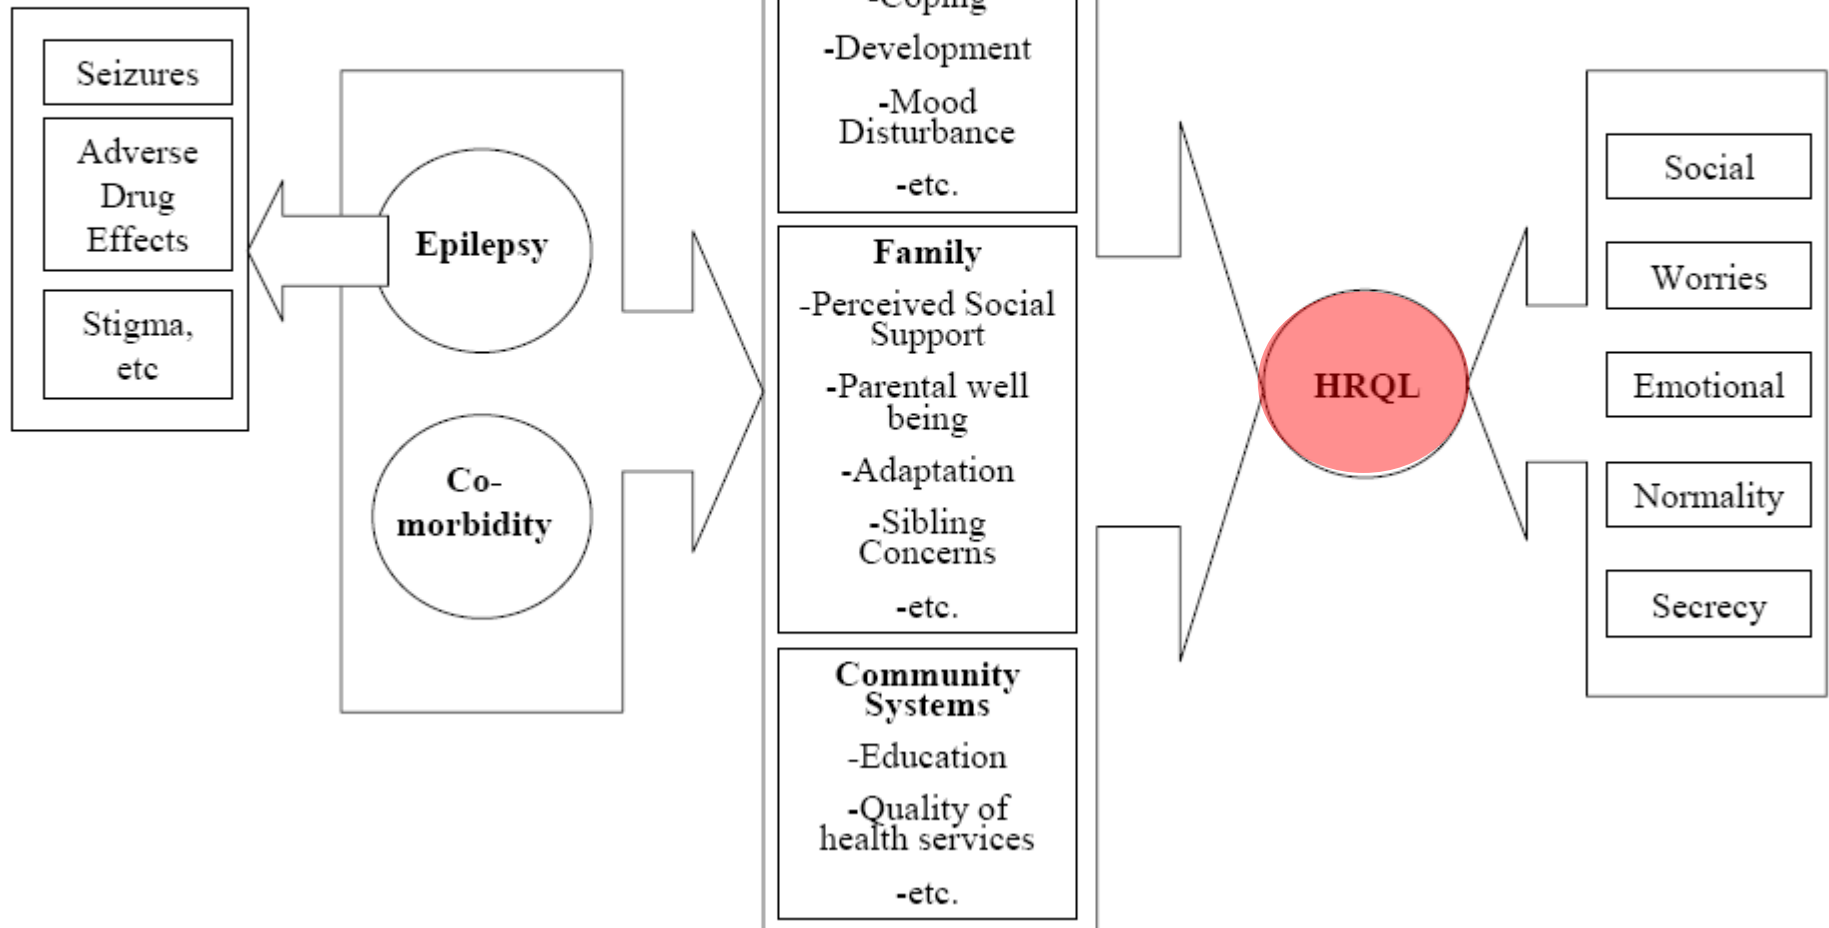 Seizures
Adverse
Drug
Effects
Stigma,
etc
Epilepsy
Co-
morbidity
-Coping
-Development
-Mood
Disturbance
-etc.
Family
-Perceived Social
Support
-Parental well
being
-Adaptation
-Sibling
Concerns
-etc.
Community
Systems
-Education
-Quality of
health services
-etc.
HRQL
Social
Worries
Emotional
Normality
Secrecy